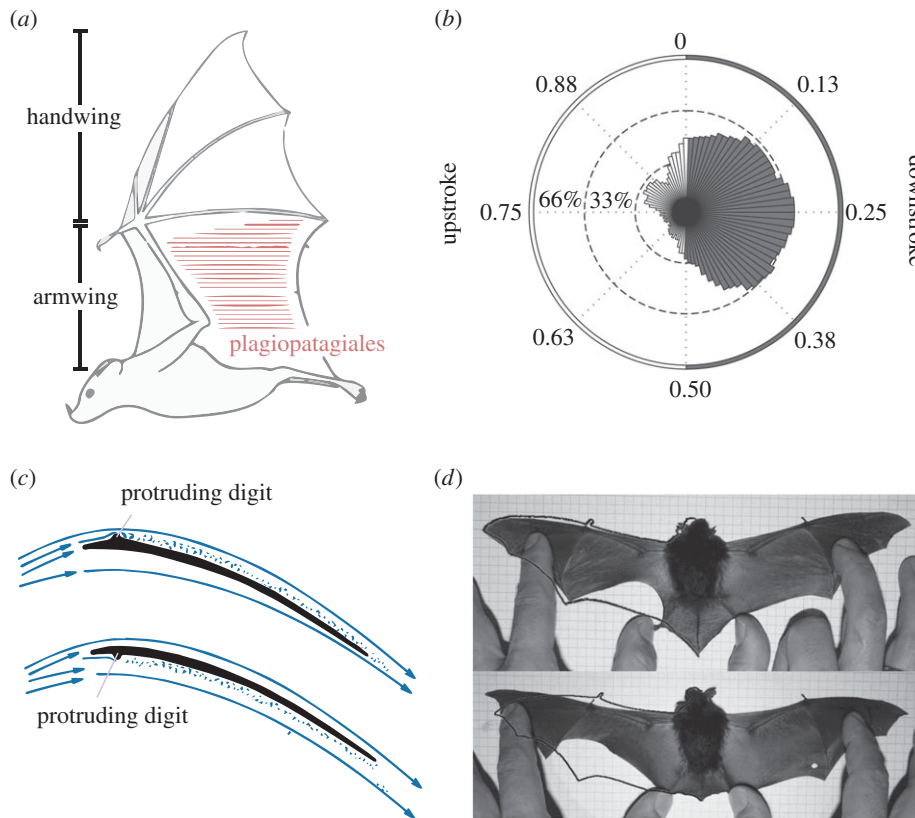 (a)
handwing
armwing
plagiopatagiales
(b)
0
0.13
0.25
0.38
0.50
0.63
0.75
0.88
66%
33%
upstroke
downstroke
(c)
protruding digit
protruding digit
(d)